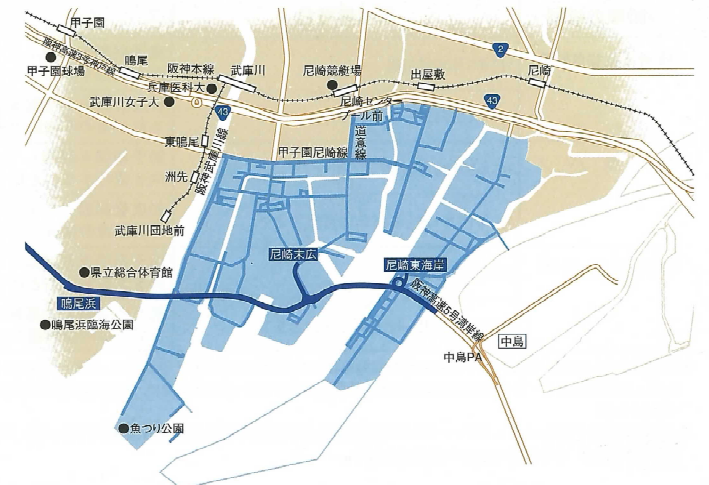 甲子園
阪神高速3号神戸線
甲子園球場
鳴尾
阪神本線
武庫川
兵庫医科大
武庫川女子大
尼崎競艇場
出屋敷
尼崎
2
43
43
尼崎センター
プール前
道意線
東鳴尾
阪神武庫川線
甲子園尼崎線
洲先
武庫川団地前
尼崎末広
尼崎東海岸
県立総合体育館
鳴尾浜
鳴尾浜臨海公園
阪神高速5号湾岸線
中島
中島PA
魚つり公園